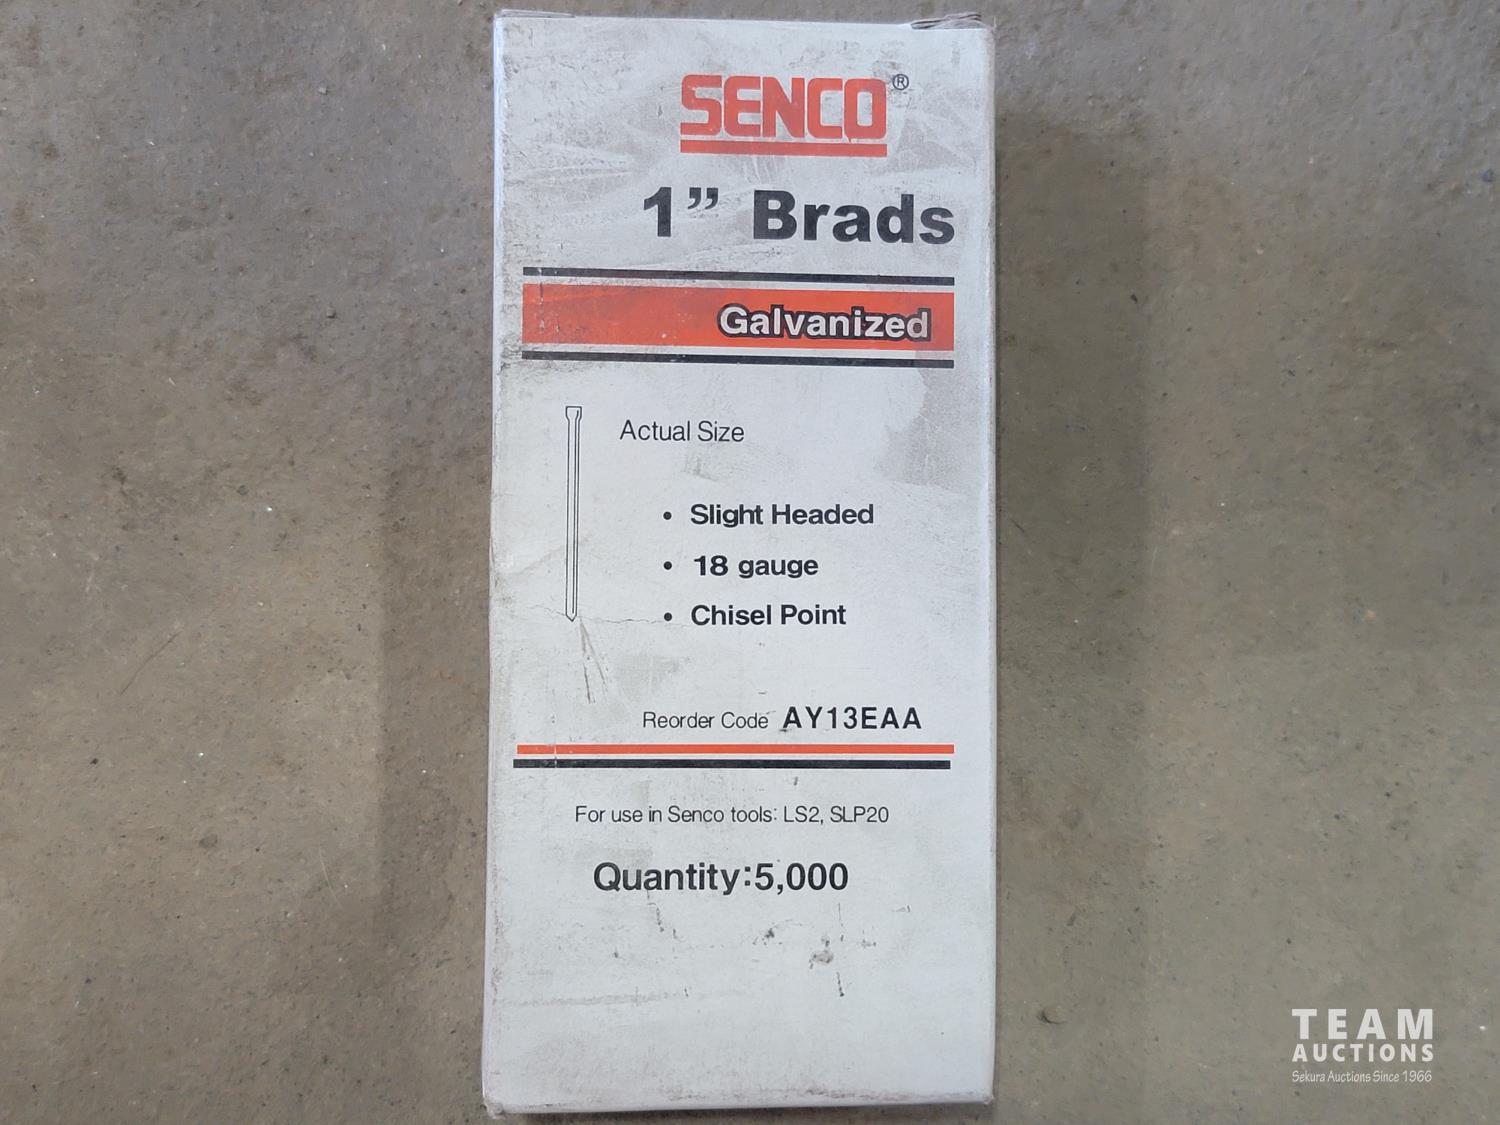 SENCO®
1” Brads
Galvanized
Actual Size
• Slight Headed
• 18 gauge
• Chisel Point
Reorder Code AY13EAA
For use in Senco tools: LS2, SLP20
Quantity:5,000
TEAM
AUCTIONS
Sekura Auctions Since 1966